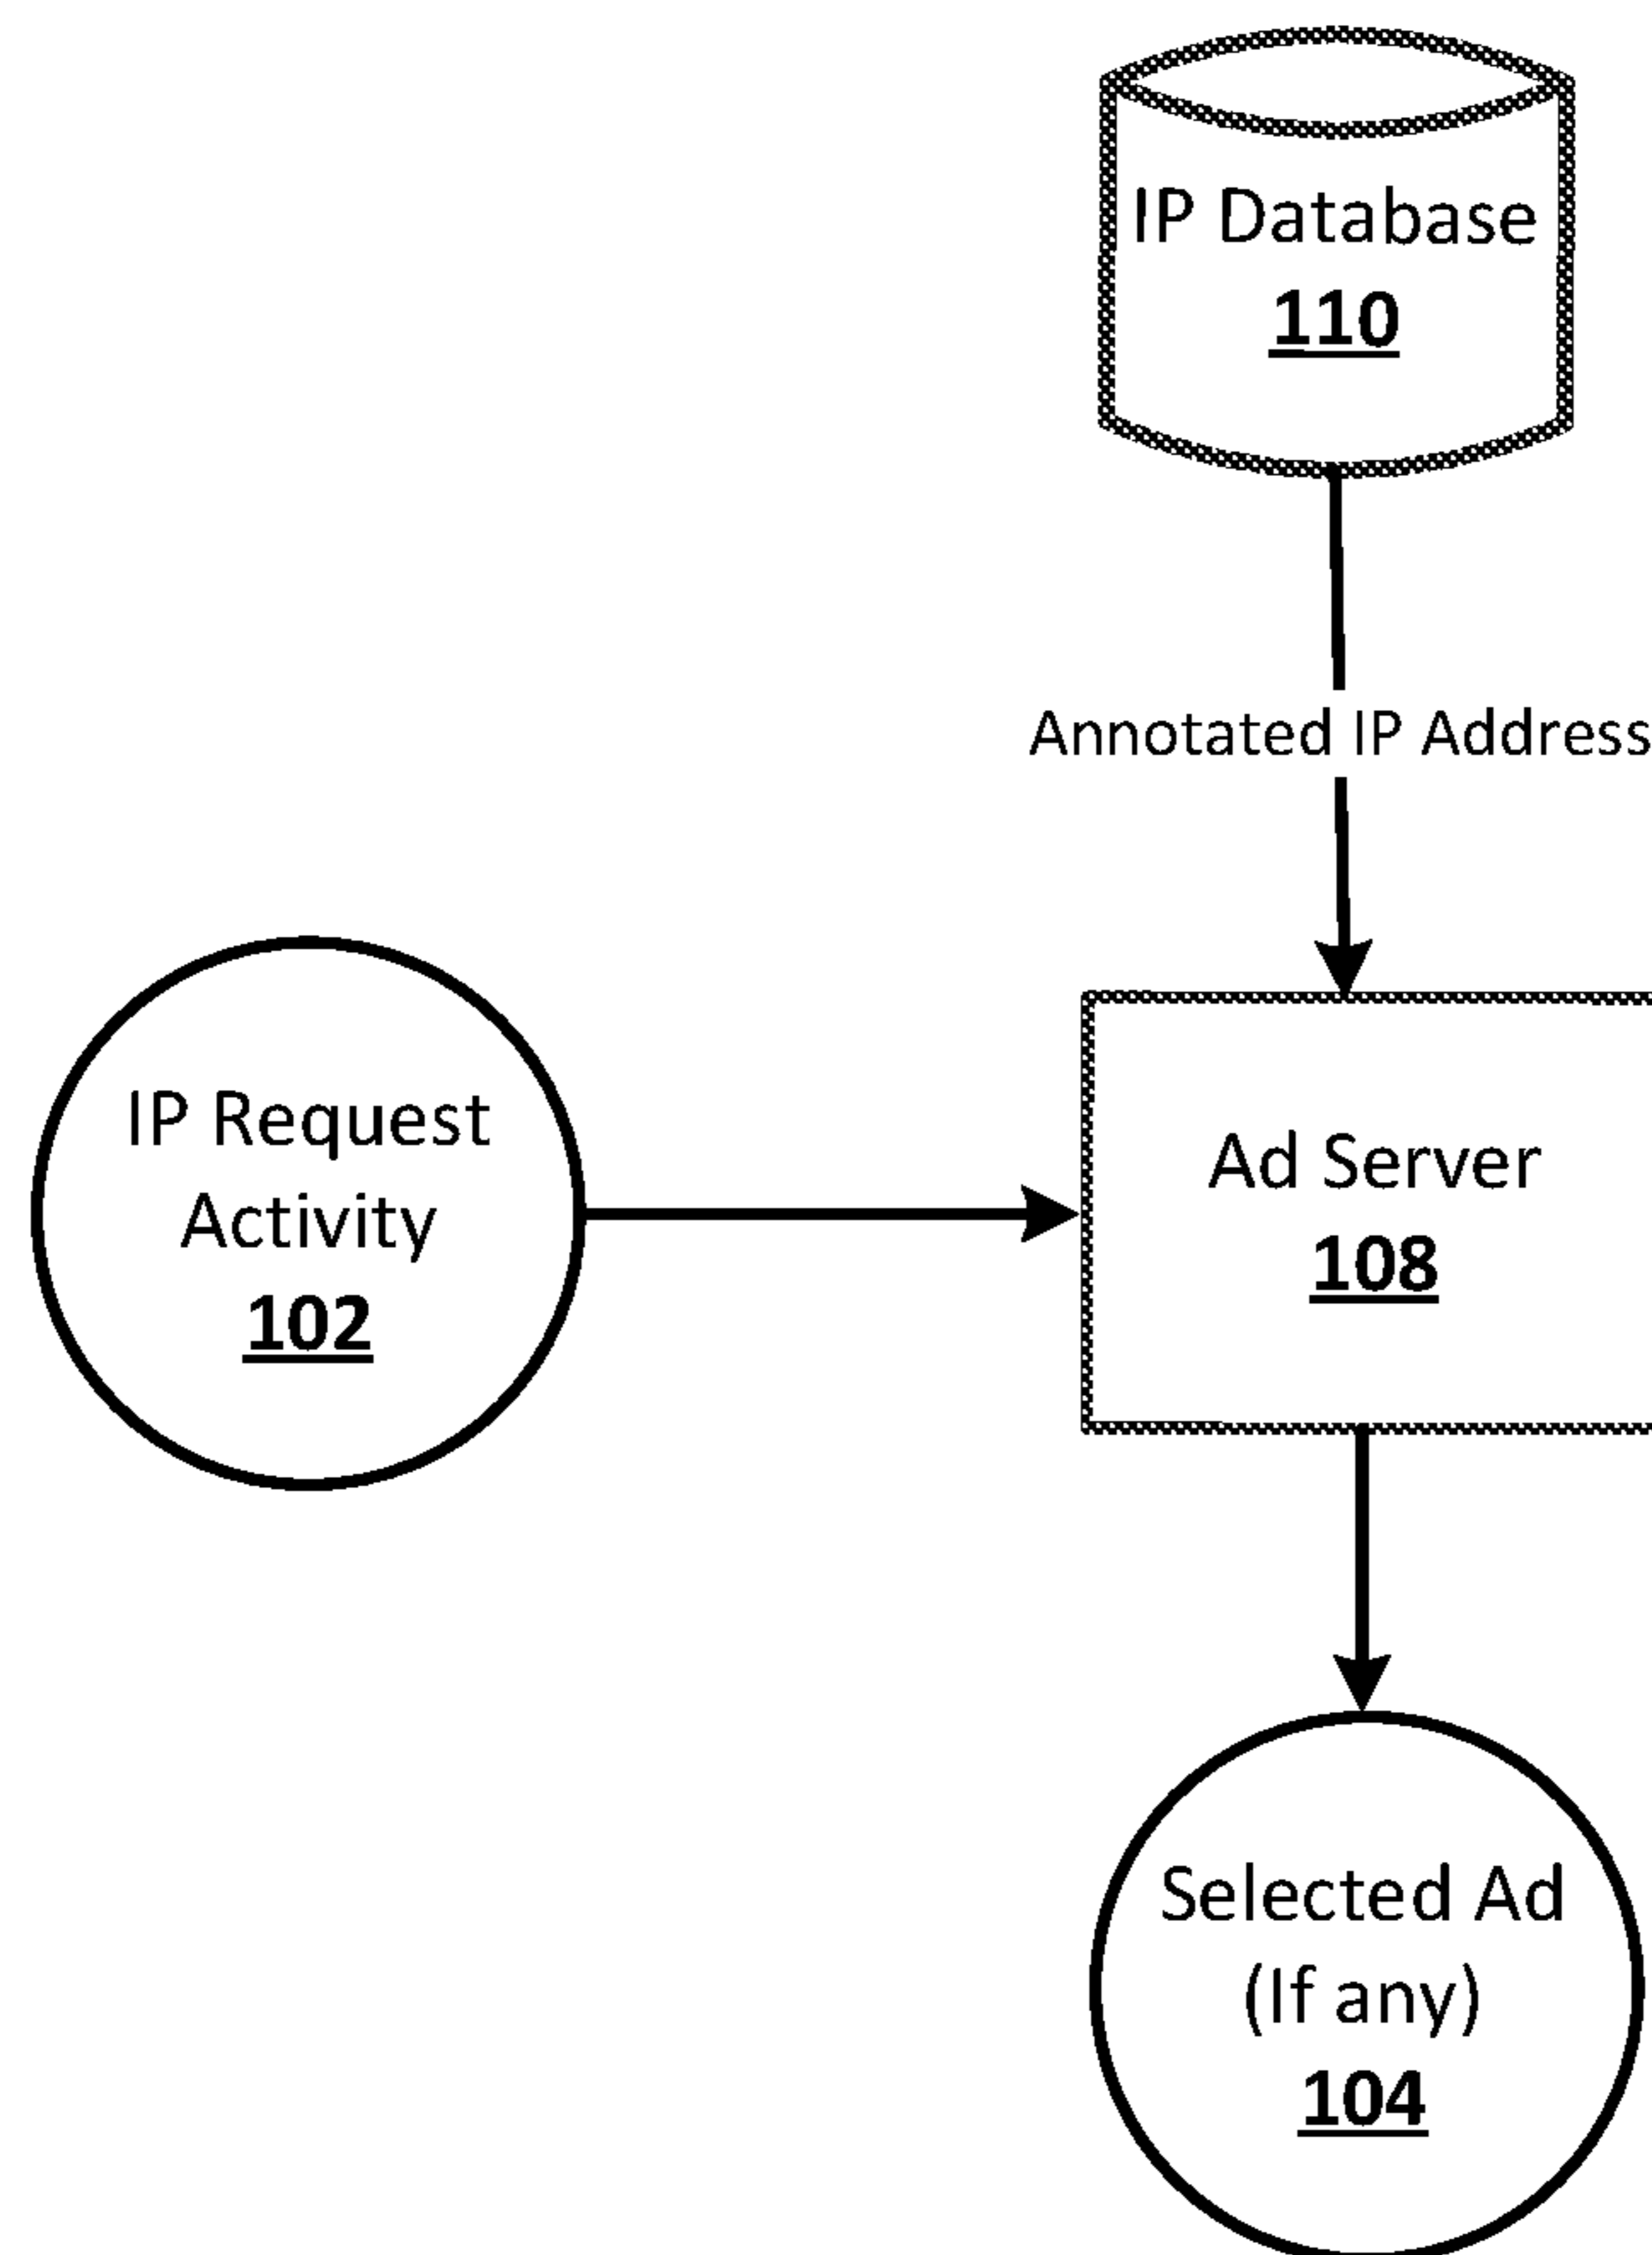 IP Database
110
Annotated IP Address
IP Request
Activity
102
Ad Server
108
Selected Ad
(If any)
104